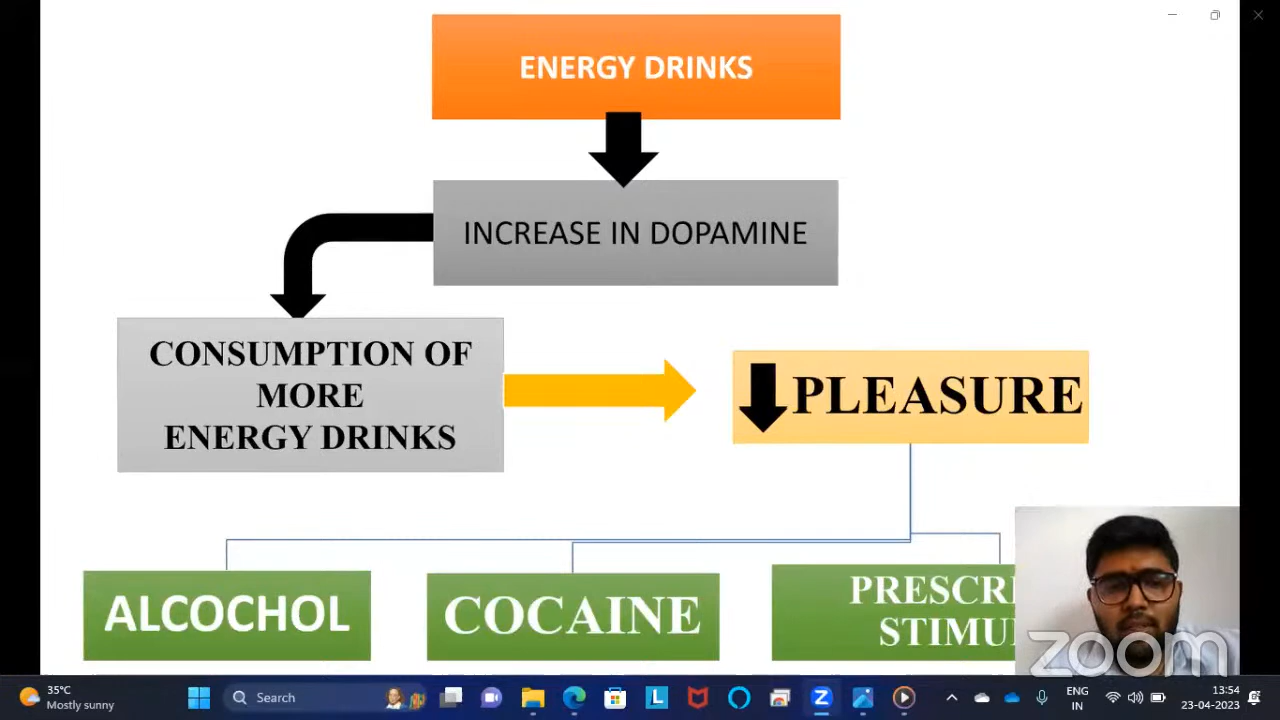 ENERGY DRINKS
INCREASE IN DOPAMINE
CONSUMPTION OF
MORE
ENERGY DRINKS
PLEASURE
ALCOCHOL
COCAINE
zoom
35°C
Mostly sunny
Search
ENG
IN
13:54
23-04-2023